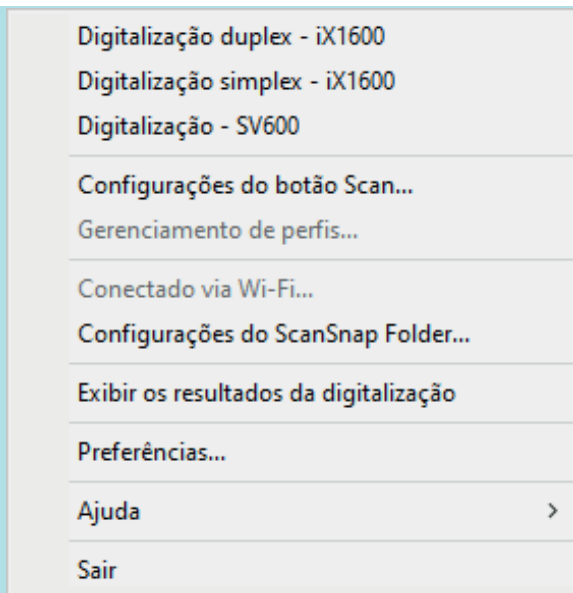 Digitalização duplex - iX1600
Digitalização simplex - iX1600
Digitalização - SV600
Configurações do botão Scan...
Gerenciamento de perfis...
Conectado via Wi-Fi...
Configurações do ScanSnap Folder...
Exibir os resultados da digitalização
Preferências...
Ajuda
Sair